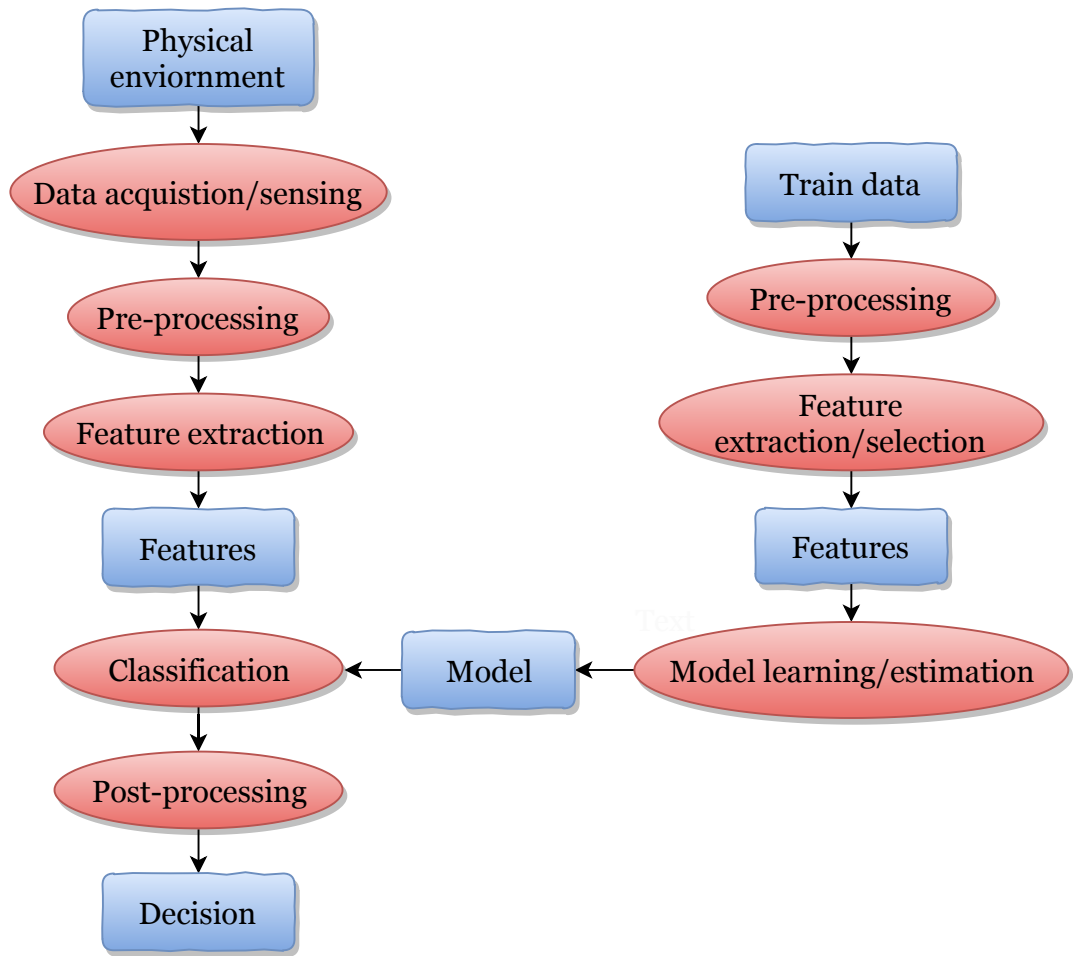 Physical
enviornment
Data acquistion/sensing
Pre-processing
Feature extraction
Features
Classification
Post-processing
Decision
Train data
Pre-processing
Feature
extraction/selection
Features
Text
Model learning/estimation
Model